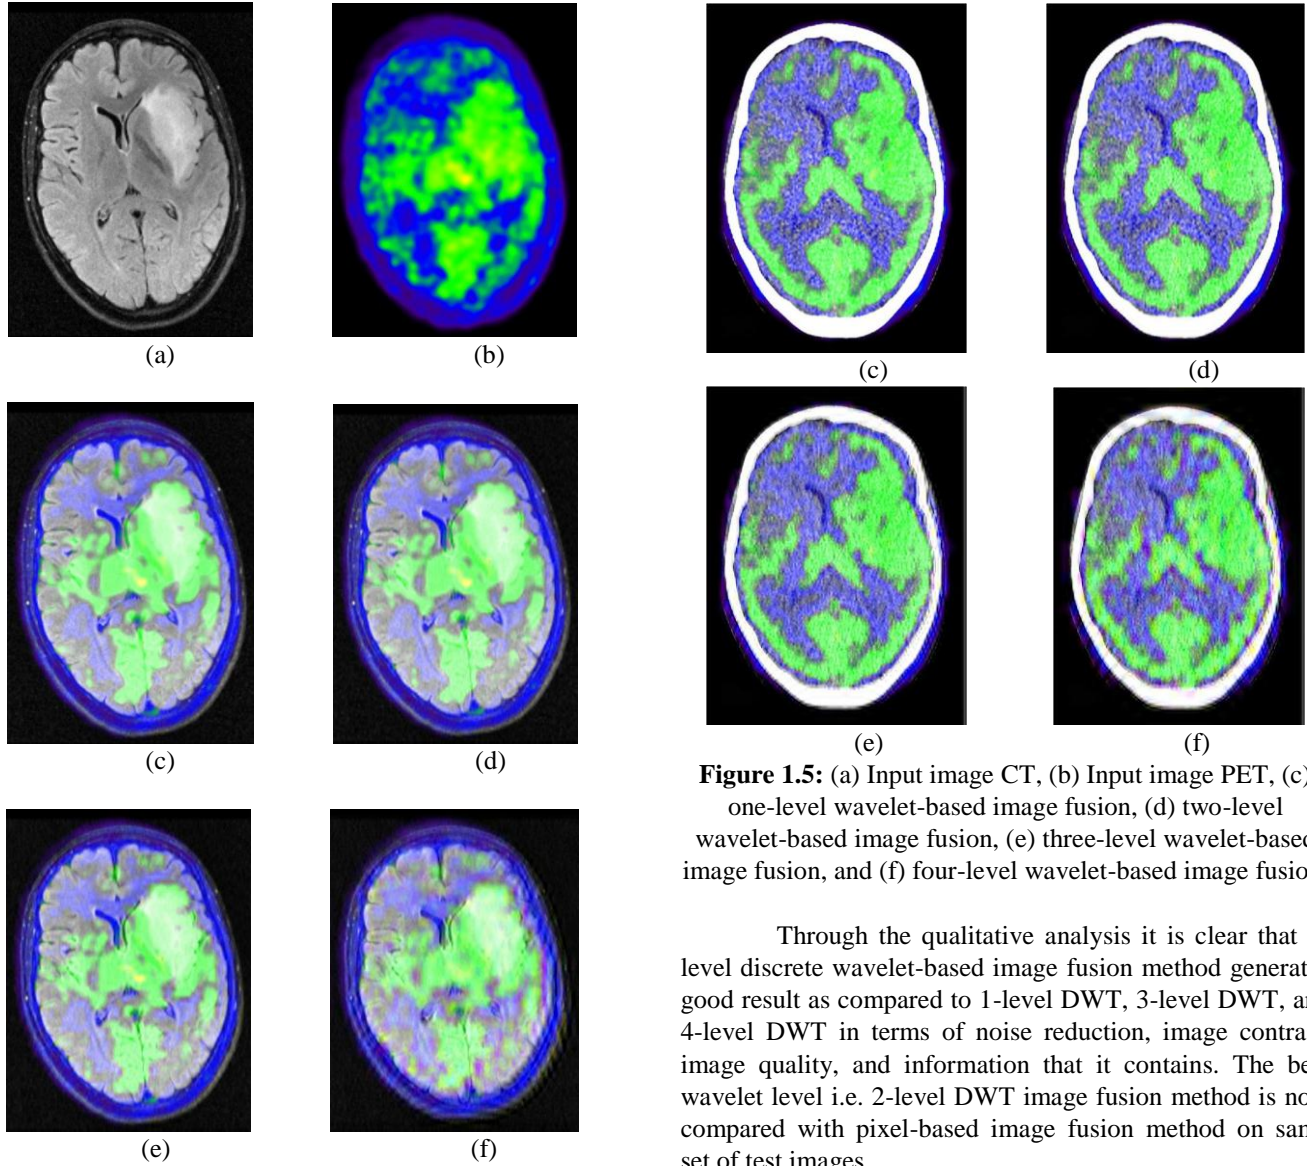 (a)
(b)
(c)
(d)
(e)
(f)
(c)
(d)
(e)
(f)
Figure 1.5: (a) Input image CT, (b) Input image PET, (c)
one-level wavelet-based image fusion, (d) two-level
wavelet-based image fusion, (e) three-level wavelet-based
image fusion, and (f) four-level wavelet-based image fusio
Through the qualitative analysis it is clear that
level discrete wavelet-based image fusion method generat
good result as compared to 1-level DWT, 3-level DWT, a
4-level DWT in terms of noise reduction, image contra
image quality, and information that it contains. The be
wavelet level i.e. 2-level DWT image fusion method is no
compared with pixel-based image fusion method on sam
set of test images